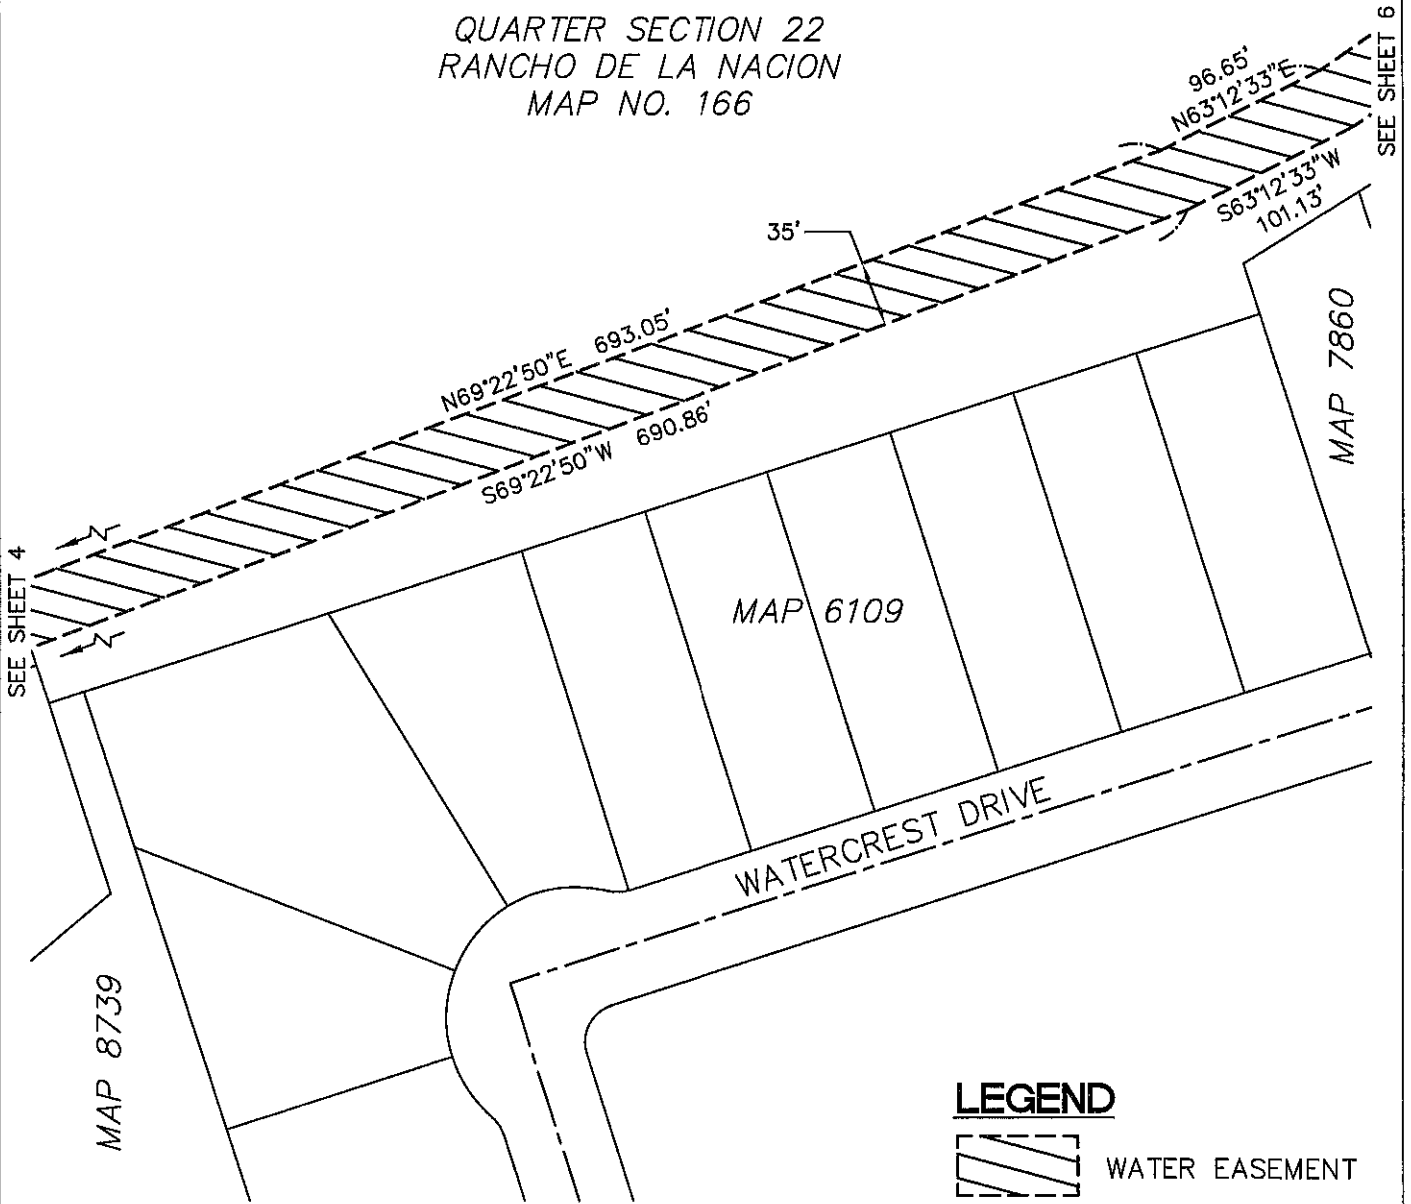 QUARTER SECTION 22
RANCHO DE LA NACION
MAP NO. 166
SEE SHEET 6
96.65'
N63°12'33"E
S63°12'33"W
101.13'
35'
N69°22'50"E 693.05'
S69°22'50"W 690.86'
SEE SHEET 4
MAP 7860
MAP 6109
WATERCREST DRIVE
MAP 8739
LEGEND
WATER EASEMENT